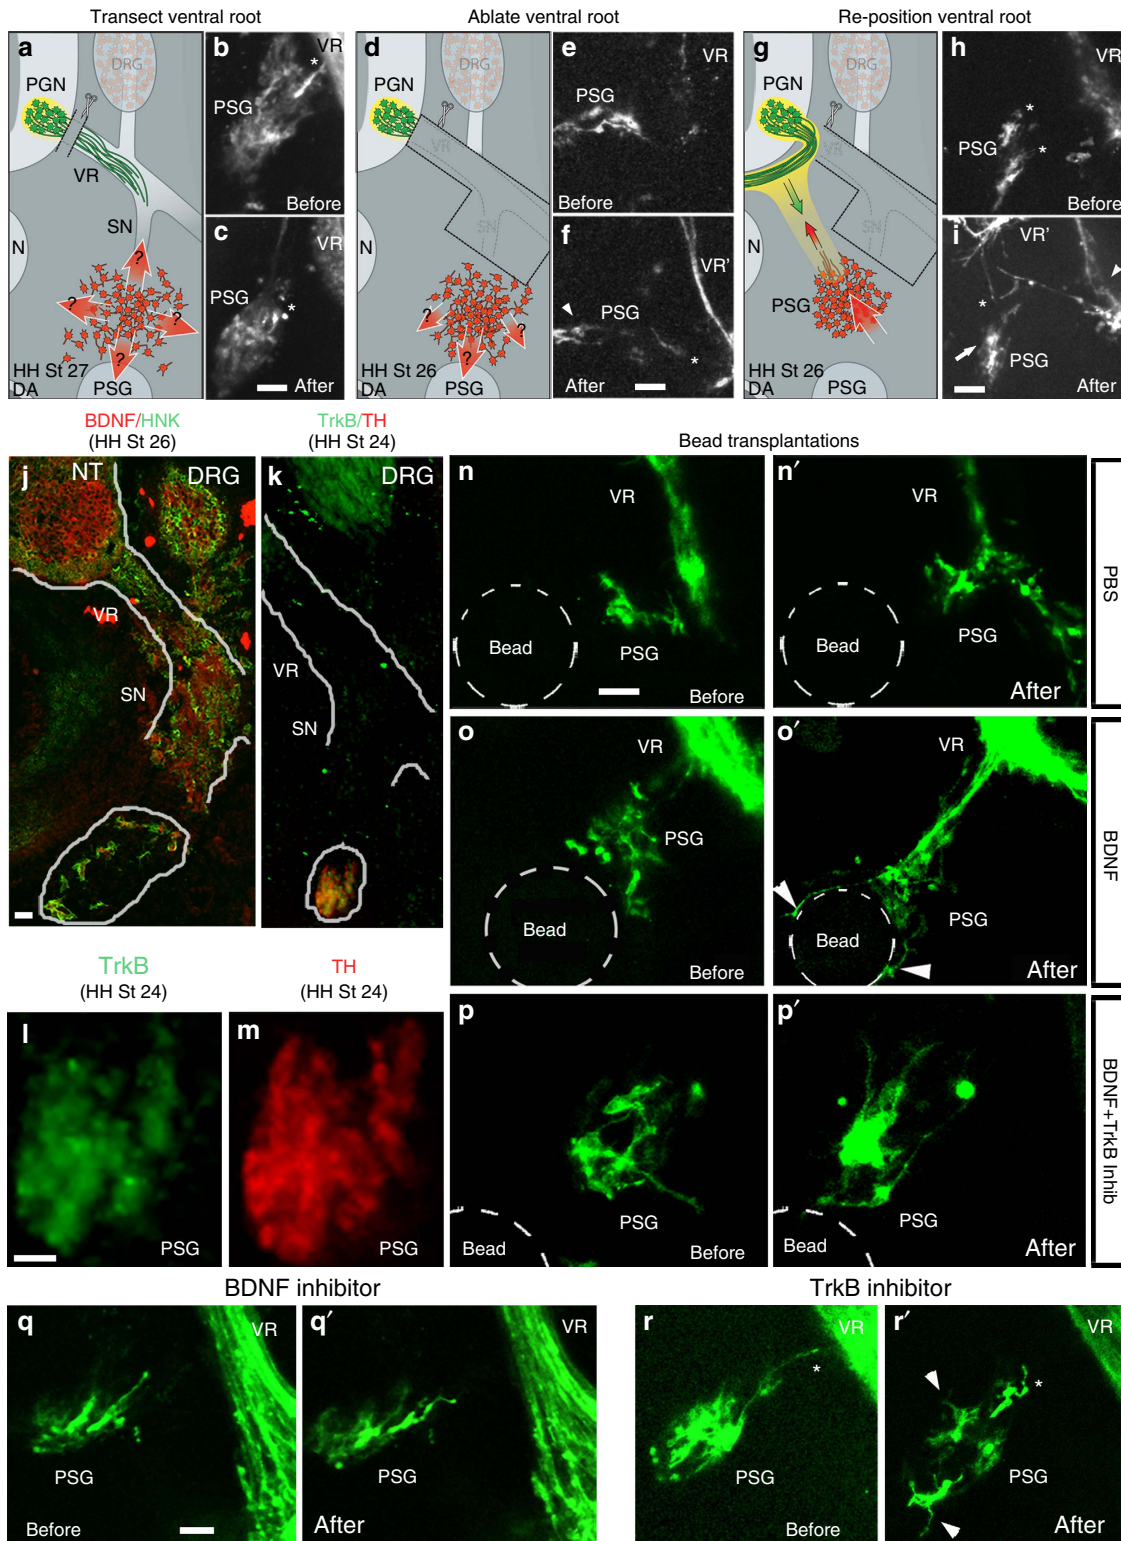 Transect ventral root
Ablate ventral root
Re-position ventral root
a
DRG
PGN
VR
SN
N
?
?
?
?
HH St 27
DA
PSG
b
VR
*
PSG
Before
c
VR
PSG
*
After
d
DRG
PGN
VR
SN
N
?
?
?
HH St 26
DA
PSG
e
VR
PSG
Before
f
VR'
PSG
*
After
g
DRG
PGN
VR
SN
N
PSG
HH St 26
DA
PSG
h
VR
*
PSG
*
Before
i
VR'
*
PSG
After
BDNF/HNK
(HH St 26)
TrkB/TH
(HH St 24)
Bead transplantations
j
NT
DRG
VR
SN
k
DRG
VR
SN
n
VR
Bead
PSG
Before
n′
VR
Bead
PSG
After
PBS
o
VR
PSG
Bead
Before
o′
VR
PSG
Bead
After
BDNF
TrkB
(HH St 24)
TH
(HH St 24)
l
PSG
m
PSG
p
PSG
Bead
Before
p′
PSG
Bead
After
BDNF+TrkB Inhib
BDNF inhibitor
TrkB inhibitor
q
VR
PSG
Before
q′
VR
PSG
After
r
VR
*
PSG
Before
r′
VR
*
PSG
After